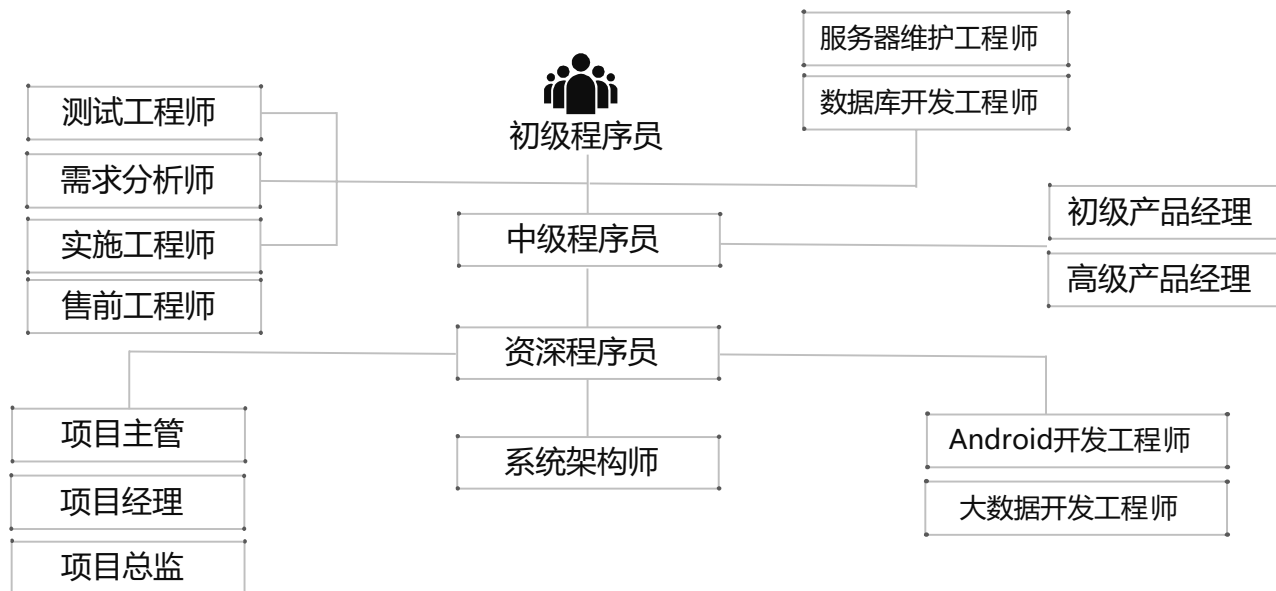 服务器维护工程师
数据库开发工程师
初级程序员
测试工程师
需求分析师
实施工程师
售前工程师
中级程序员
初级产品经理
高级产品经理
资深程序员
项目主管
项目经理
项目总监
系统架构师
Android开发工程师
大数据开发工程师